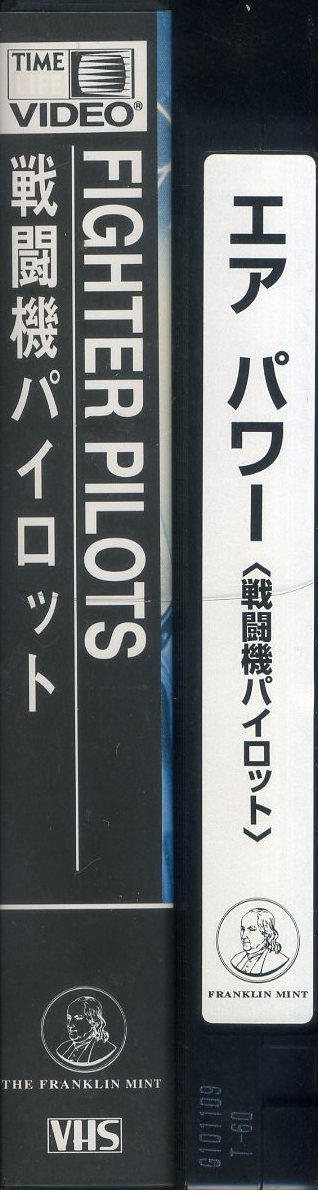 TIME
LIFE
VIDEO®
FIGHTER PILOTS
戦闘機パイロット
THE FRANKLIN MINT
VHS
エア パワー
〈戦闘機パイロット〉
FRANKLIN MINT
G101109
T-60